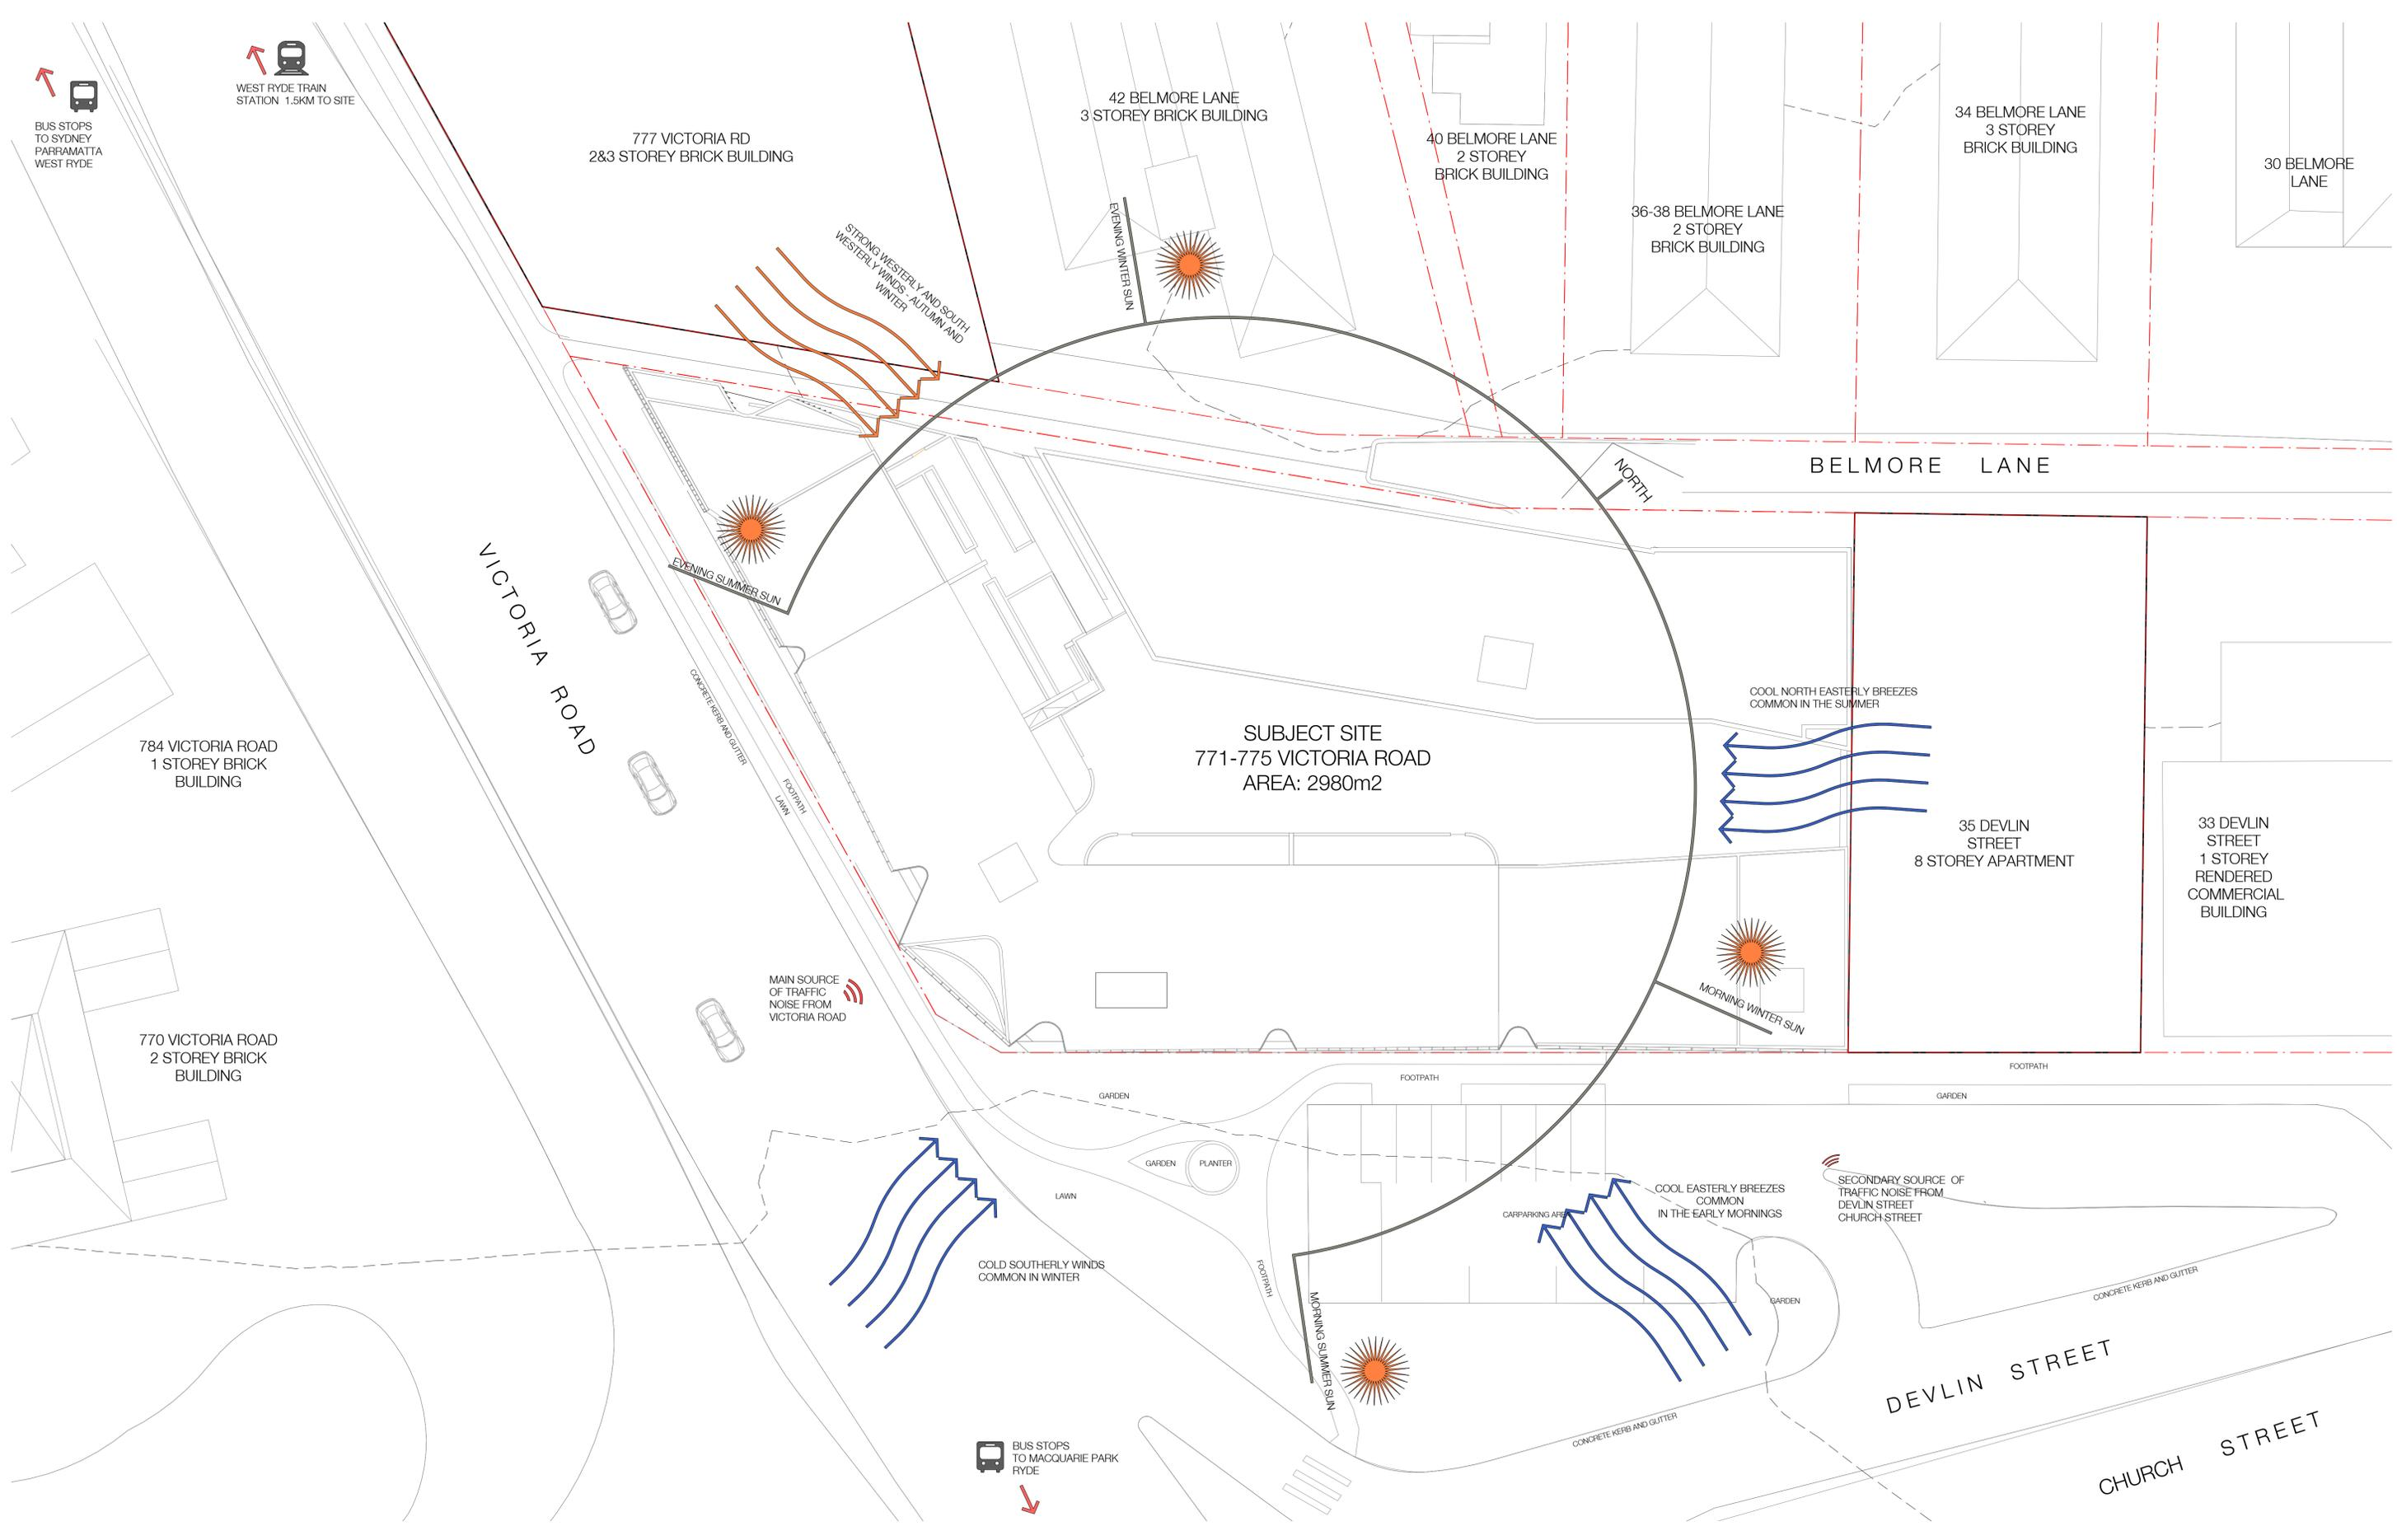 WEST RYDE TRAIN
STATION 1.5KM TO SITE
BUS STOPS
TO SYDNEY
PARRAMATTA
WEST RYDE
777 VICTORIA RD
2&3 STOREY BRICK BUILDING
42 BELMORE LANE
3 STOREY BRICK BUILDING
40 BELMORE LANE
2 STOREY
BRICK BUILDING
36-38 BELMORE LANE
2 STOREY
BRICK BUILDING
34 BELMORE LANE
3 STOREY
BRICK BUILDING
30 BELMORE
LANE
STRONG WESTERLY AND SOUTH
WESTERLY WINDS - AUTUMN AND
WINTER
EVENING WINTER SUN
NORTH
BELMORE LANE
EVENING SUMMER SUN
VICTORIA ROAD
CONCRETE KERB AND GUTTER
FOOTPATH
LAWN
SUBJECT SITE
771-775 VICTORIA ROAD
AREA: 2980m2
COOL NORTH EASTERLY BREEZES
COMMON IN THE SUMMER
784 VICTORIA ROAD
1 STOREY BRICK
BUILDING
35 DEVLIN
STREET
8 STOREY APARTMENT
33 DEVLIN
STREET
1 STOREY
RENDERED
COMMERCIAL
BUILDING
MAIN SOURCE
OF TRAFFIC
NOISE FROM
VICTORIA ROAD
MORNING WINTER SUN
770 VICTORIA ROAD
2 STOREY BRICK
BUILDING
FOOTPATH
FOOTPATH
GARDEN
GARDEN
GARDEN
PLANTER
LAWN
COOL EASTERLY BREEZES
COMMON
IN THE EARLY MORNINGS
CARPARKING AREA
SECONDARY SOURCE OF
TRAFFIC NOISE FROM
DEVLIN STREET
CHURCH STREET
COLD SOUTHERLY WINDS
COMMON IN WINTER
FOOTPATH
GARDEN
CONCRETE KERB AND GUTTER
MORNING SUMMER SUN
DEVLIN STREET
CONCRETE KERB AND GUTTER
BUS STOPS
TO MACQUARIE PARK
RYDE
CHURCH STREET